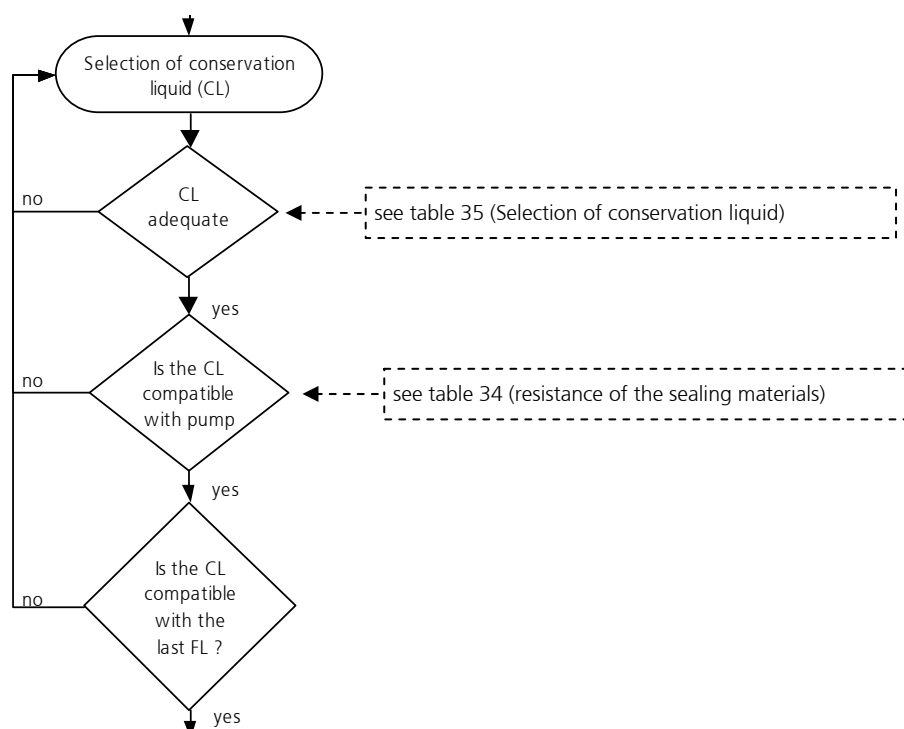 Selection of conservation
liquid (CL)
no
CL
adequate
see table 35 (Selection of conservation liquid)
yes
no
Is the CL
compatible
with pump
see table 34 (resistance of the sealing materials)
yes
no
Is the CL
compatible
with the
last FL ?
yes